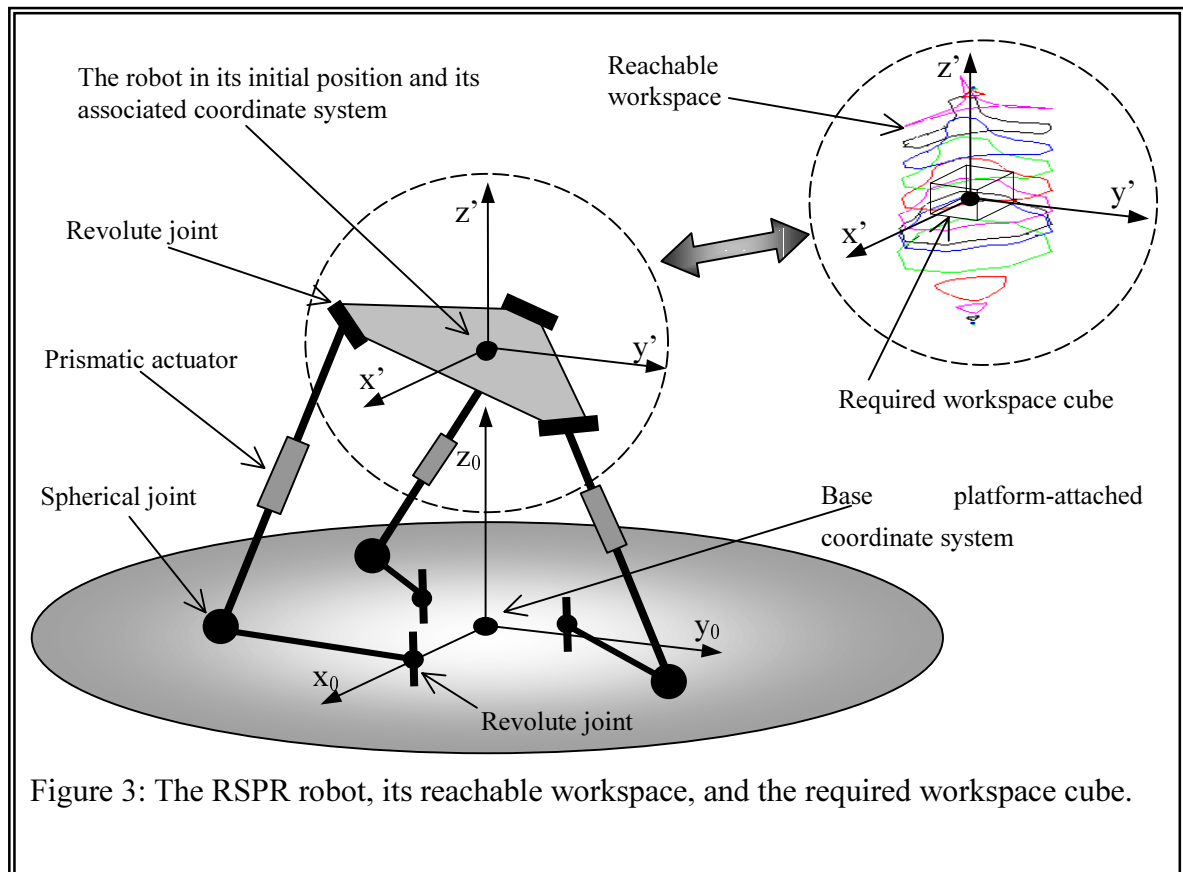 The robot in its initial position and its
associated coordinate system
Reachable
workspace
z’
y’
x’
Required workspace cube
Revolute joint
z’
y’
x’
Prismatic actuator
z0
Spherical joint
Base platform-attached
coordinate system
y0
x0
Revolute joint
Figure 3: The RSPR robot, its reachable workspace, and the required workspace cube.